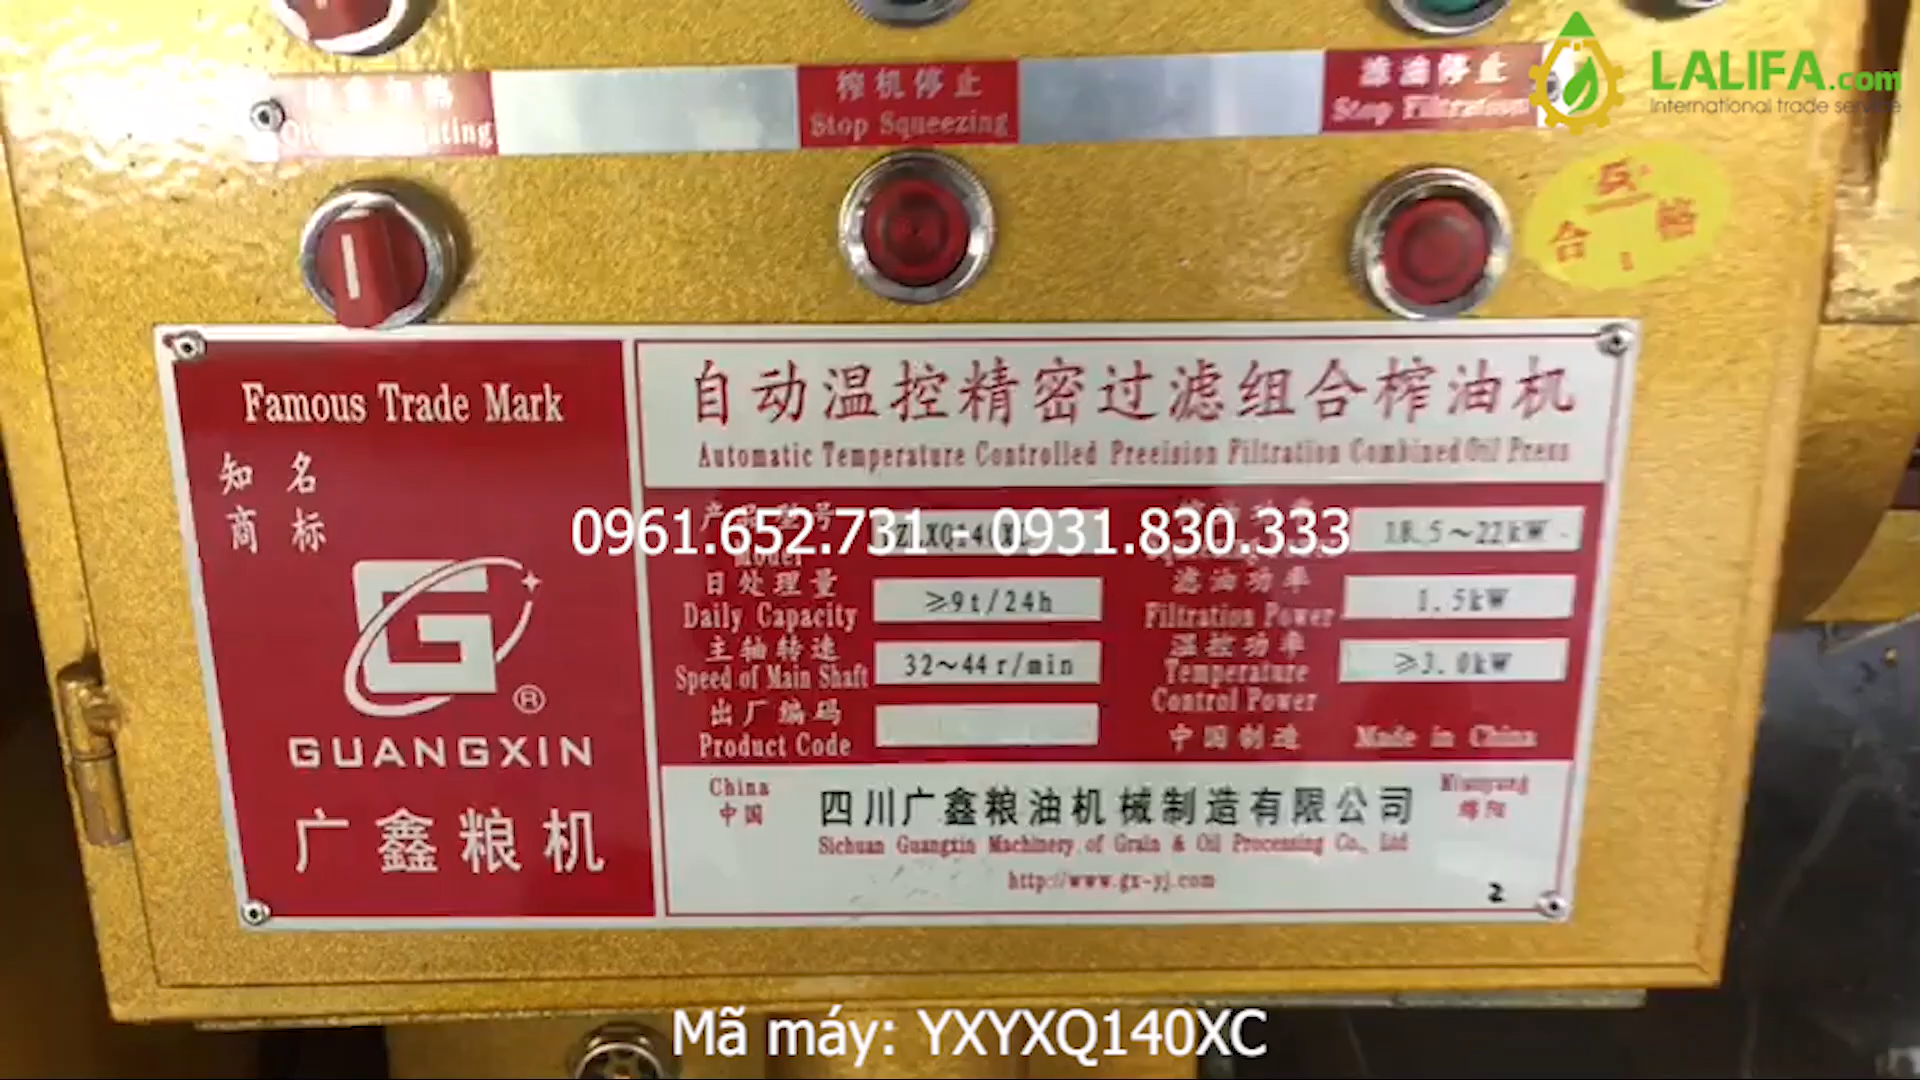 LALIFA.com
International trade service
榨机停止
Stop Squeezing
滤油停止
Stop Filtration
合格
Famous Trade Mark
知名
商标
G
®
GUANGXIN
广鑫粮机
自动温控精密过滤组合榨油机
Automatic Temperature Controlled Precision Filtration Combined Oil Press
Model
18.5~22kW
0961.652.731 - 0931.830.333
日处理量
Daily Capacity
≥9t/24h
滤油功率
Filtration Power
1.5kW
主轴转速
Speed of Main Shaft
32~44r/min
温控功率
Temperature
Control Power
≥3.0kW
出厂编码
Product Code
中国制造 Made in China
China
中国
四川广鑫粮油机械制造有限公司
Sichuan Guangxin Machinery of Grain & Oil Processing Co., Ltd
Mianyang
绵阳
http://www.gx-yj.com
2
Mã máy: YXYXQ140XC